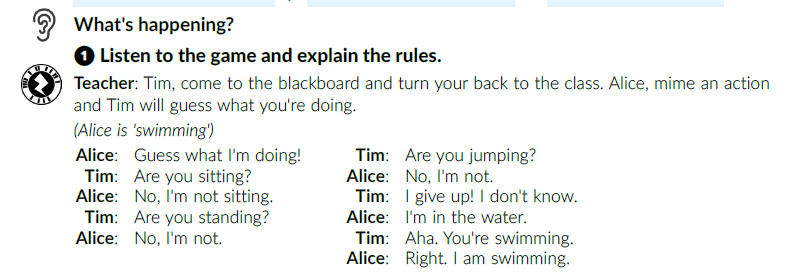 What's happening?
1 Listen to the game and explain the rules.
Teacher: Tim, come to the blackboard and turn your back to the class. Alice, mime an action
and Tim will guess what you're doing.
(Alice is 'swimming')
Alice: Guess what I'm doing!
Tim: Are you sitting?
Alice: No, I'm not sitting.
Tim: Are you standing?
Alice: No, I'm not.
Tim: Are you jumping?
Alice: No, I'm not.
Tim: I give up! I don't know.
Alice: I'm in the water.
Tim: Aha. You're swimming.
Alice: Right. I am swimming.